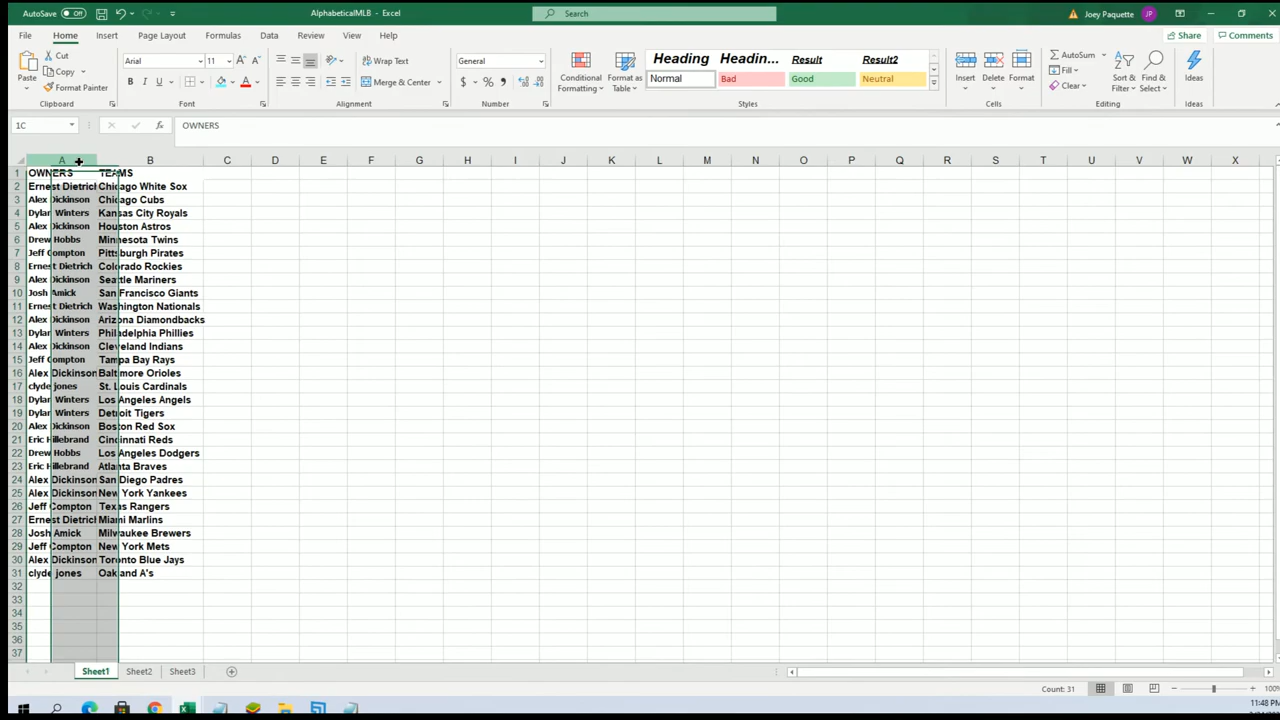 AutoSave Off AlphabeticalMLB - Excel Search Joey Paquette JP
File Home Insert Page Layout Formulas Data Review View Help Share Comments
Cut Arial 11 Wrap Text General Heading Headin... Result Result2 AutoSum
Copy Normal Bad Good Neutral Fill
Paste Format Painter B I U Merge & Center $ % Conditional Formatting Format as Table Insert Delete Format Clear Sort & Filter Find & Select Ideas
Clipboard Font Alignment Number Styles Cells Editing Ideas
1C OWNERS
A B C D E F G H I J K L M N O P Q R S T U V W X
1 OWNERS TEAMS
2 Ernest Dietrich Chicago White Sox
3 Alex Dickinson Chicago Cubs
4 Dylan Winters Kansas City Royals
5 Alex Dickinson Houston Astros
6 Drew Hobbs Minnesota Twins
7 Jeff Compton Pittsburgh Pirates
8 Ernest Dietrich Colorado Rockies
9 Alex Dickinson Seattle Mariners
10 Josh Amick San Francisco Giants
11 Ernest Dietrich Washington Nationals
12 Alex Dickinson Arizona Diamondbacks
13 Dylan Winters Philadelphia Phillies
14 Alex Dickinson Cleveland Indians
15 Jeff Compton Tampa Bay Rays
16 Alex Dickinson Baltimore Orioles
17 clyde jones St. Louis Cardinals
18 Dylan Winters Los Angeles Angels
19 Dylan Winters Detroit Tigers
20 Alex Dickinson Boston Red Sox
21 Eric Hillebrand Cincinnati Reds
22 Drew Hobbs Los Angeles Dodgers
23 Eric Hillebrand Atlanta Braves
24 Alex Dickinson San Diego Padres
25 Alex Dickinson New York Yankees
26 Jeff Compton Texas Rangers
27 Ernest Dietrich Miami Marlins
28 Josh Amick Milwaukee Brewers
29 Jeff Compton New York Mets
30 Alex Dickinson Toronto Blue Jays
31 clyde jones Oakland A's
32
33
34
35
36
37
Sheet1 Sheet2 Sheet3
Count: 31 100%
11:48 PM